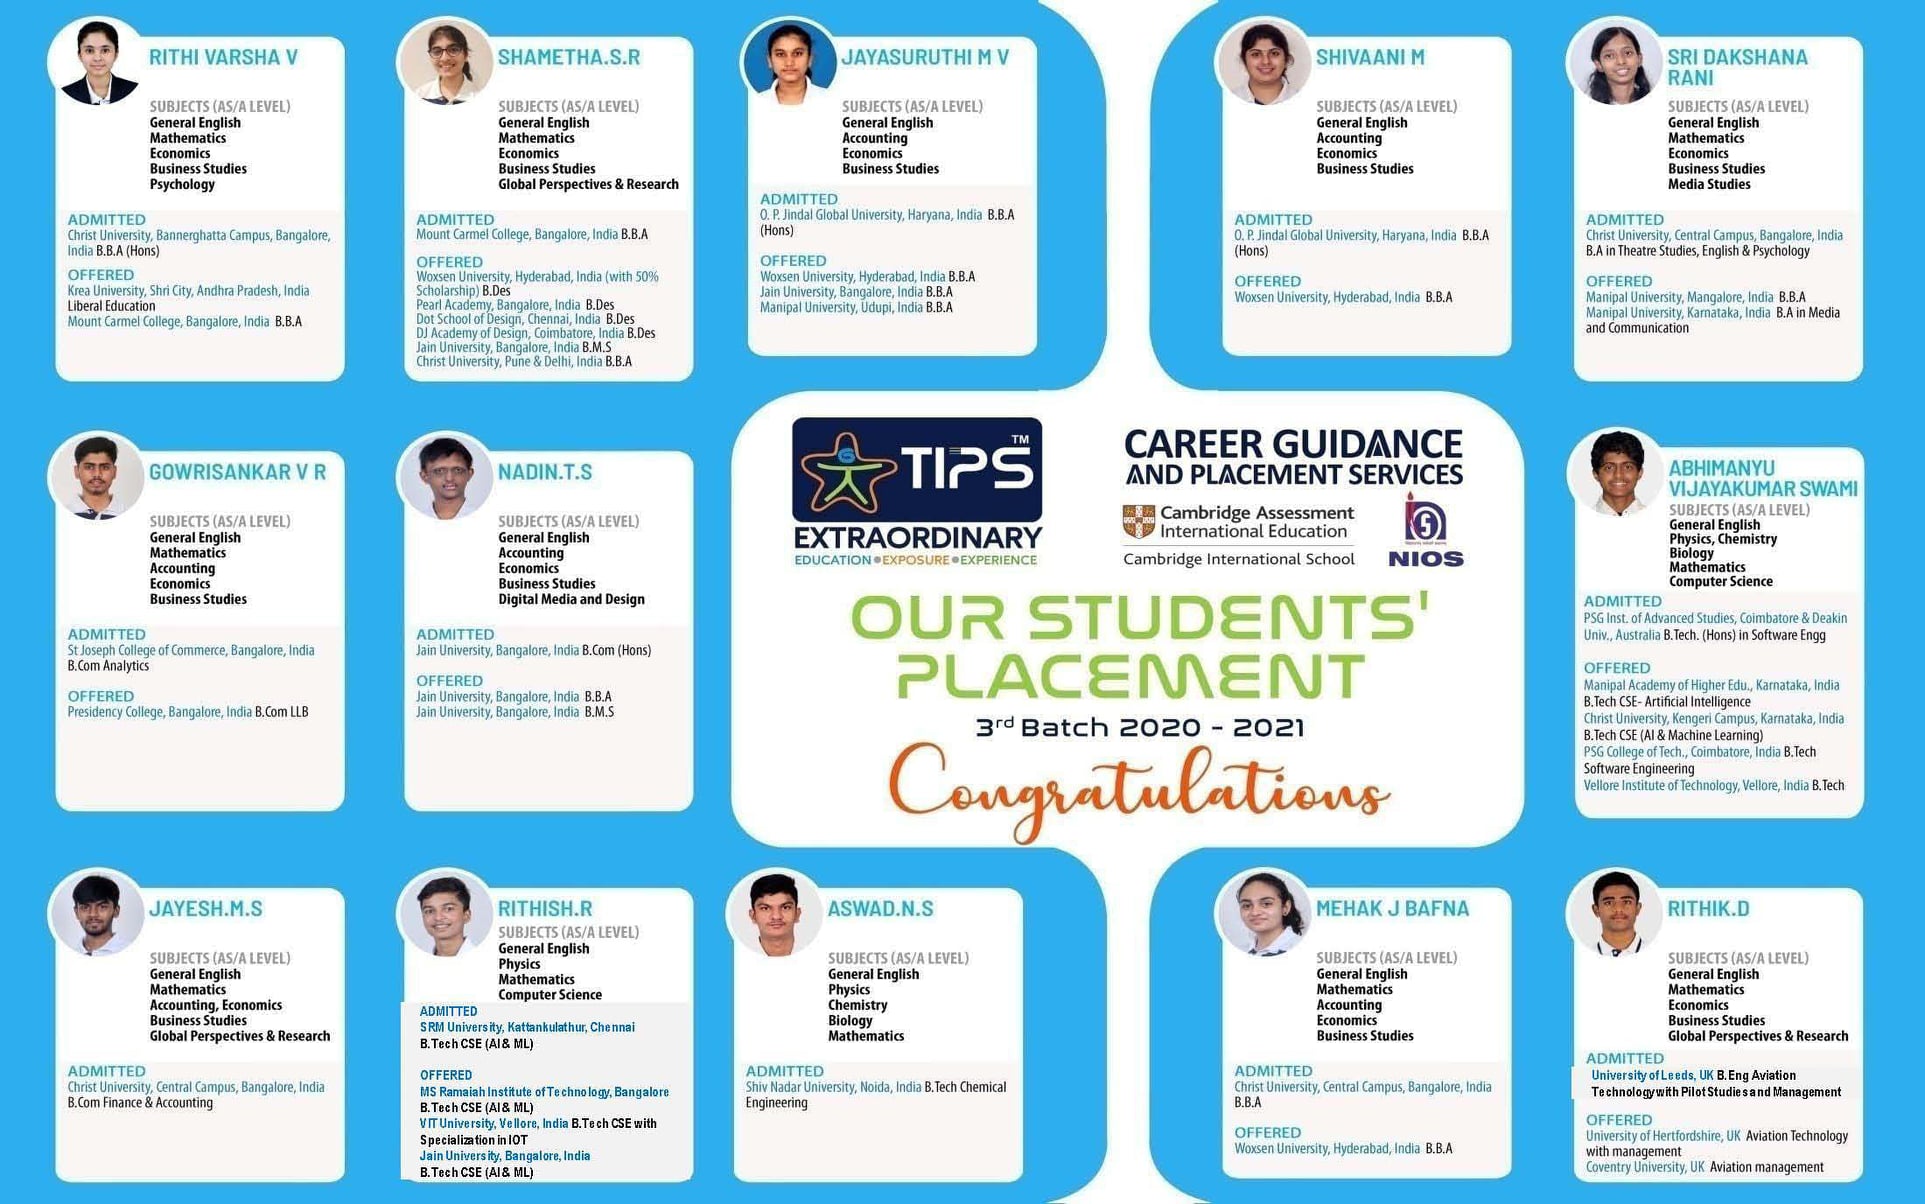 RITHI VARSHA V
SUBJECTS (AS/A LEVEL)
General English
Mathematics
Economics
Business Studies
Psychology
ADMITTED
Christ University, Bannerghatta Campus, Bangalore,
India B.B.A (Hons)
OFFERED
Krea University, Shri City, Andhra Pradesh, India
Liberal Education
Mount Carmel College, Bangalore, India B.B.A
SHAMETHA.S.R
SUBJECTS (AS/A LEVEL)
General English
Mathematics
Economics
Business Studies
Global Perspectives & Research
ADMITTED
Mount Carmel College, Bangalore, India B.B.A
OFFERED
Woxsen University, Hyderabad, India (with 50%
Scholarship) B.Des
Pearl Academy, Bangalore, India B.Des
Dot School of Design, Chennai, India B.Des
DJ Academy of Design, Coimbatore, India B.Des
Jain University, Bangalore, India B.M.S
Christ University, Pune & Delhi, India B.B.A
JAYASURUTHI M V
SUBJECTS (AS/A LEVEL)
General English
Accounting
Economics
Business Studies
ADMITTED
O. P. Jindal Global University, Haryana, India B.B.A
(Hons)
OFFERED
Woxsen University, Hyderabad, India B.B.A
Jain University, Bangalore, India B.B.A
Manipal University, Udupi, India B.B.A
SHIVAANI M
SUBJECTS (AS/A LEVEL)
General English
Accounting
Economics
Business Studies
ADMITTED
O. P. Jindal Global University, Haryana, India B.B.A
(Hons)
OFFERED
Woxsen University, Hyderabad, India B.B.A
SRI DAKSHANA
RANI
SUBJECTS (AS/A LEVEL)
General English
Mathematics
Economics
Business Studies
Media Studies
ADMITTED
Christ University, Central Campus, Bangalore, India
B.A in Theatre Studies, English & Psychology
OFFERED
Manipal University, Mangalore, India B.B.A
Manipal University, Karnataka, India B.A in Media
and Communication
GOWRISANKAR V R
SUBJECTS (AS/A LEVEL)
General English
Mathematics
Accounting
Economics
Business Studies
ADMITTED
St Joseph College of Commerce, Bangalore, India
B.Com Analytics
OFFERED
Presidency College, Bangalore, India B.Com LLB
NADIN.T.S
SUBJECTS (AS/A LEVEL)
General English
Accounting
Economics
Business Studies
Digital Media and Design
ADMITTED
Jain University, Bangalore, India B.Com (Hons)
OFFERED
Jain University, Bangalore, India B.B.A
Jain University, Bangalore, India B.M.S
TIPS TM
EXTRAORDINARY
EDUCATION • EXPOSURE • EXPERIENCE
CAREER GUIDANCE
AND PLACEMENT SERVICES
Cambridge Assessment
International Education
Cambridge International School
NIOS
OUR STUDENTS'
PLACEMENT
3rd Batch 2020 - 2021
Congratulations
ABHIMANYU
VIJAYAKUMAR SWAMI
SUBJECTS (AS/A LEVEL)
General English
Physics, Chemistry
Biology
Mathematics
Computer Science
ADMITTED
PSG Inst. of Advanced Studies, Coimbatore & Deakin
Univ., Australia B.Tech. (Hons) in Software Engg
OFFERED
Manipal Academy of Higher Edu., Karnataka, India
B.Tech CSE- Artificial Intelligence
Christ University, Kengeri Campus, Karnataka, India
B.Tech CSE (AI & Machine Learning)
PSG College of Tech., Coimbatore, India B.Tech
Software Engineering
Vellore Institute of Technology, Vellore, India B.Tech
JAYESH.M.S
SUBJECTS (AS/A LEVEL)
General English
Mathematics
Accounting, Economics
Business Studies
Global Perspectives & Research
ADMITTED
Christ University, Central Campus, Bangalore, India
B.Com Finance & Accounting
RITHISH.R
SUBJECTS (AS/A LEVEL)
General English
Physics
Mathematics
Computer Science
ADMITTED
SRM University, Kattankulathur, Chennai
B.Tech CSE (AI & ML)
OFFERED
MS Ramaiah Institute of Technology, Bangalore
B.Tech CSE (AI & ML)
VIT University, Vellore, India B.Tech CSE with
Specialization in IOT
Jain University, Bangalore, India
B.Tech CSE (AI & ML)
ASWAD.N.S
SUBJECTS (AS/A LEVEL)
General English
Physics
Chemistry
Biology
Mathematics
ADMITTED
Shiv Nadar University, Noida, India B.Tech Chemical
Engineering
MEHAK J BAFNA
SUBJECTS (AS/A LEVEL)
General English
Mathematics
Accounting
Economics
Business Studies
ADMITTED
Christ University, Central Campus, Bangalore, India
B.B.A
OFFERED
Woxsen University, Hyderabad, India B.B.A
RITHIK.D
SUBJECTS (AS/A LEVEL)
General English
Mathematics
Economics
Business Studies
Global Perspectives & Research
ADMITTED
University of Leeds, UK B.Eng Aviation
Technology with Pilot Studies and Management
OFFERED
University of Hertfordshire, UK Aviation Technology
with management
Coventry University, UK Aviation management